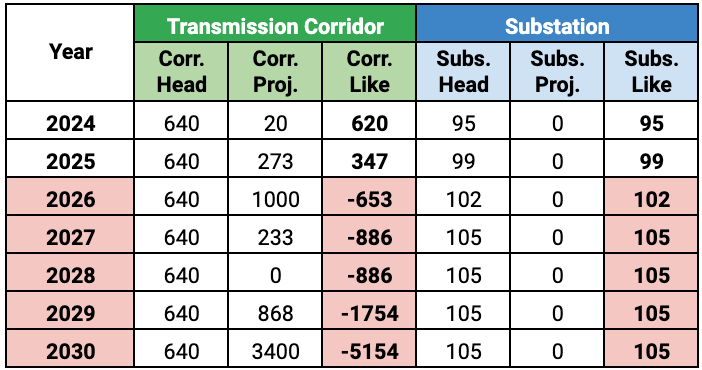 Year Transmission Corridor Substation
Corr. Head Corr. Proj. Corr. Like Subs. Head Subs. Proj. Subs. Like
2024 640 20 620 95 0 95
2025 640 273 347 99 0 99
2026 640 1000 -653 102 0 102
2027 640 233 -886 105 0 105
2028 640 0 -886 105 0 105
2029 640 868 -1754 105 0 105
2030 640 3400 -5154 105 0 105